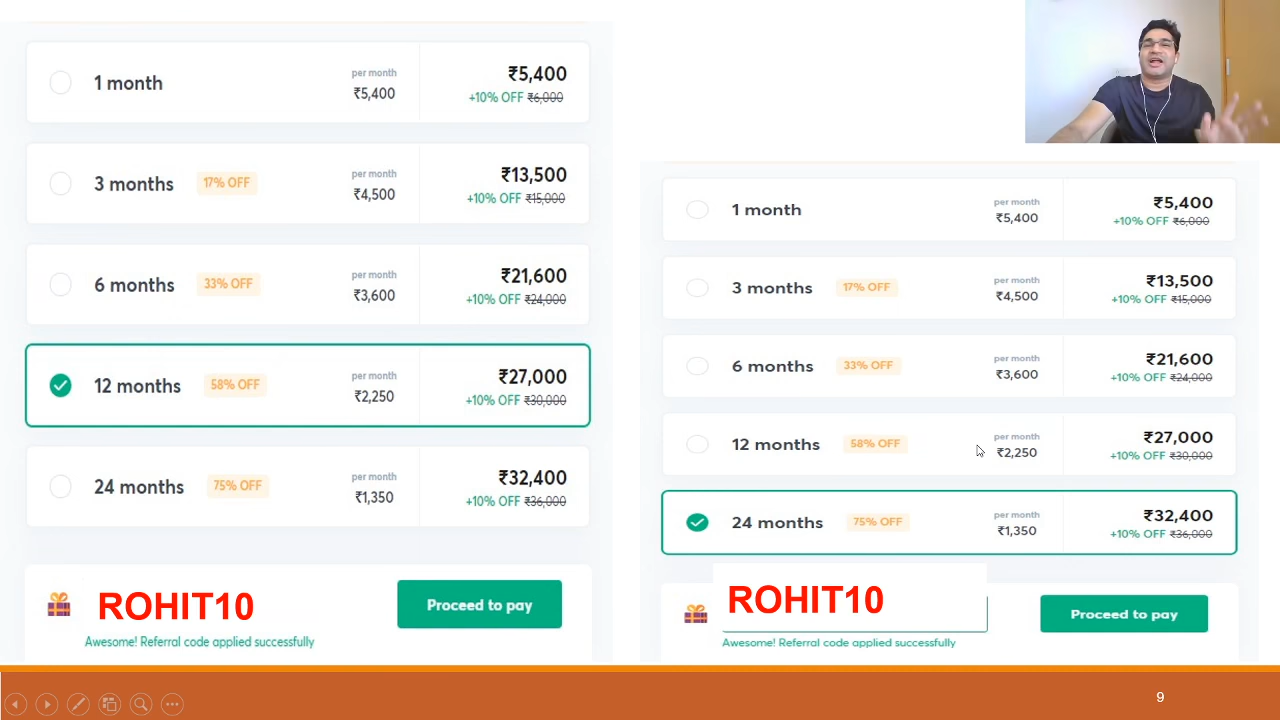 1 month
per month
₹5,400
₹5,400
+10% OFF ₹6,000
3 months
17% OFF
per month
₹4,500
₹13,500
+10% OFF ₹15,000
6 months
33% OFF
per month
₹3,600
₹21,600
+10% OFF ₹24,000
12 months
58% OFF
per month
₹2,250
₹27,000
+10% OFF ₹30,000
24 months
75% OFF
per month
₹1,350
₹32,400
+10% OFF ₹36,000
ROHIT10
Proceed to pay
Awesome! Referral code applied successfully
1 month
per month
₹5,400
₹5,400
+10% OFF ₹6,000
3 months
17% OFF
per month
₹4,500
₹13,500
+10% OFF ₹15,000
6 months
33% OFF
per month
₹3,600
₹21,600
+10% OFF ₹24,000
12 months
58% OFF
per month
₹2,250
₹27,000
+10% OFF ₹30,000
24 months
75% OFF
per month
₹1,350
₹32,400
+10% OFF ₹36,000
ROHIT10
Proceed to pay
Awesome! Referral code applied successfully
9